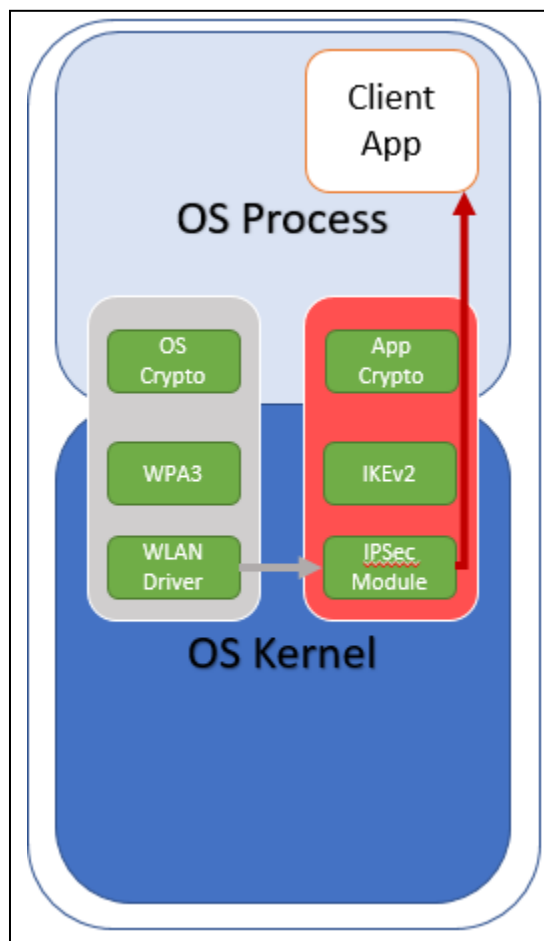 Client
App
OS Process
OS
Crypto
App
Crypto
WPA3
IKEv2
WLAN
Driver
IPSec
Module
OS Kernel